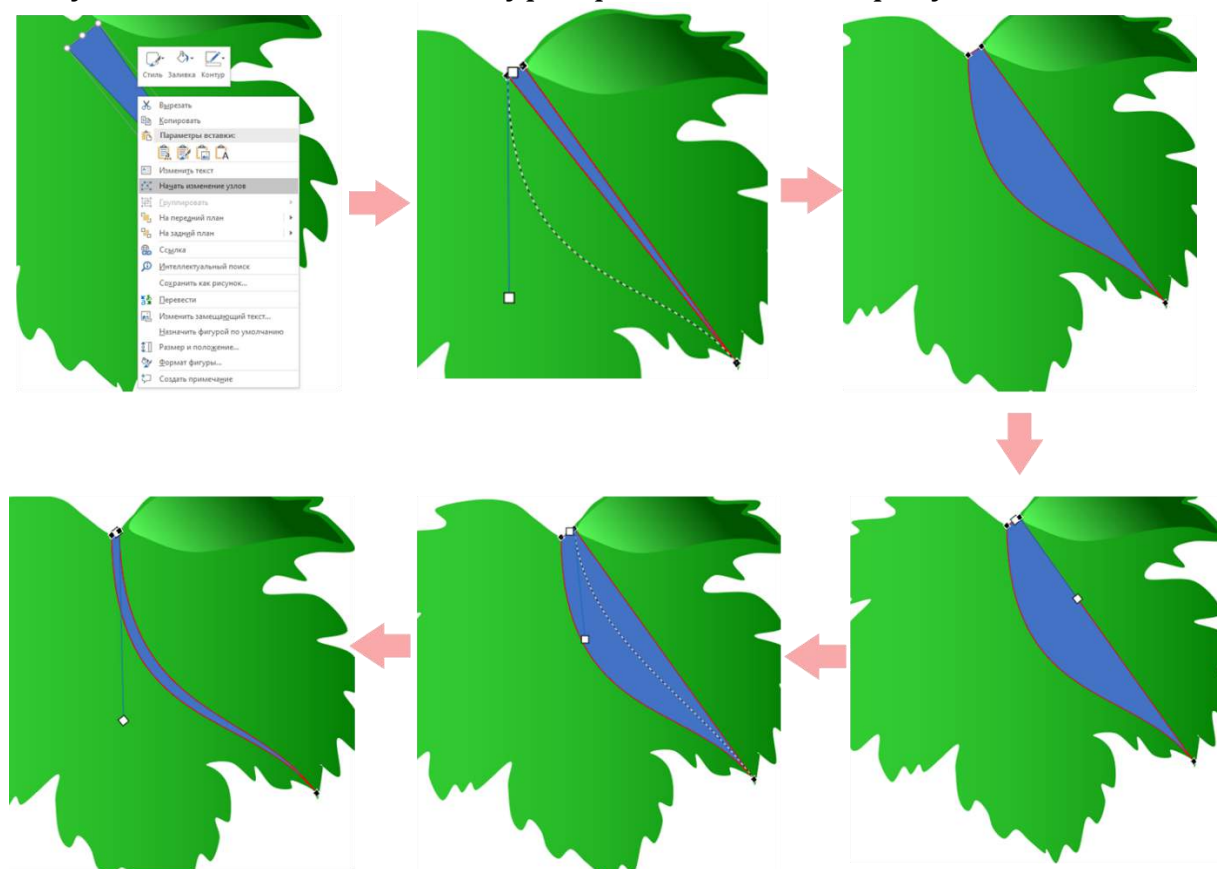 Стиль Заливка Контур
Вырезать
Копировать
Параметры вставки:
Изменить текст
Начать изменение узлов
Группировать
На передний план
На задний план
Ссылка
Интеллектуальный поиск
Сохранить как рисунок...
Перевести
Изменить замещающий текст...
Назначить фигурой по умолчанию
Размер и положение...
Формат фигуры...
Создать примечание